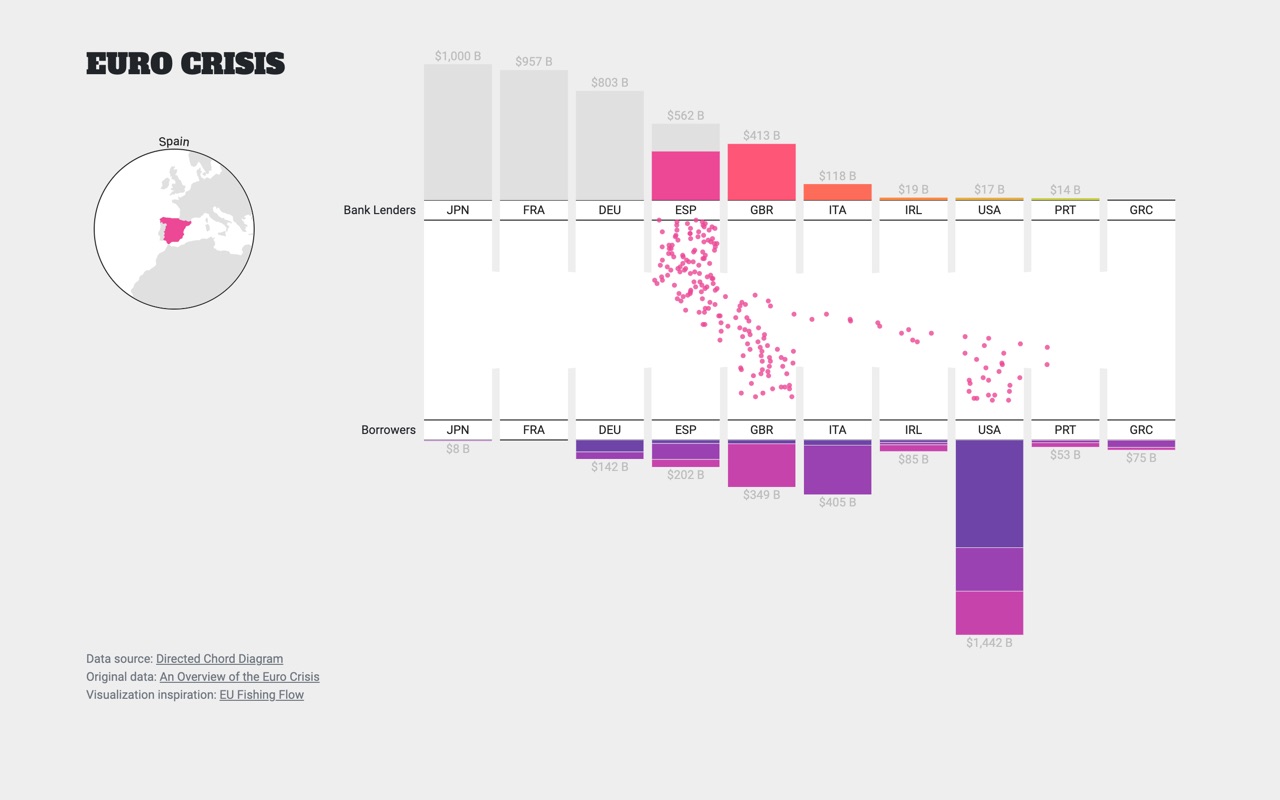 EURO CRISIS
Spain
$1,000 B
$957 B
$803 B
$562 B
$413 B
$118 B
$19 B
$17 B
$14 B
Bank Lenders JPN FRA DEU ESP GBR ITA IRL USA PRT GRC
Borrowers JPN FRA DEU ESP GBR ITA IRL USA PRT GRC
$8 B
$142 B
$202 B
$349 B
$405 B
$85 B
$1,442 B
$53 B
$75 B
Data source: Directed Chord Diagram
Original data: An Overview of the Euro Crisis
Visualization inspiration: EU Fishing Flow